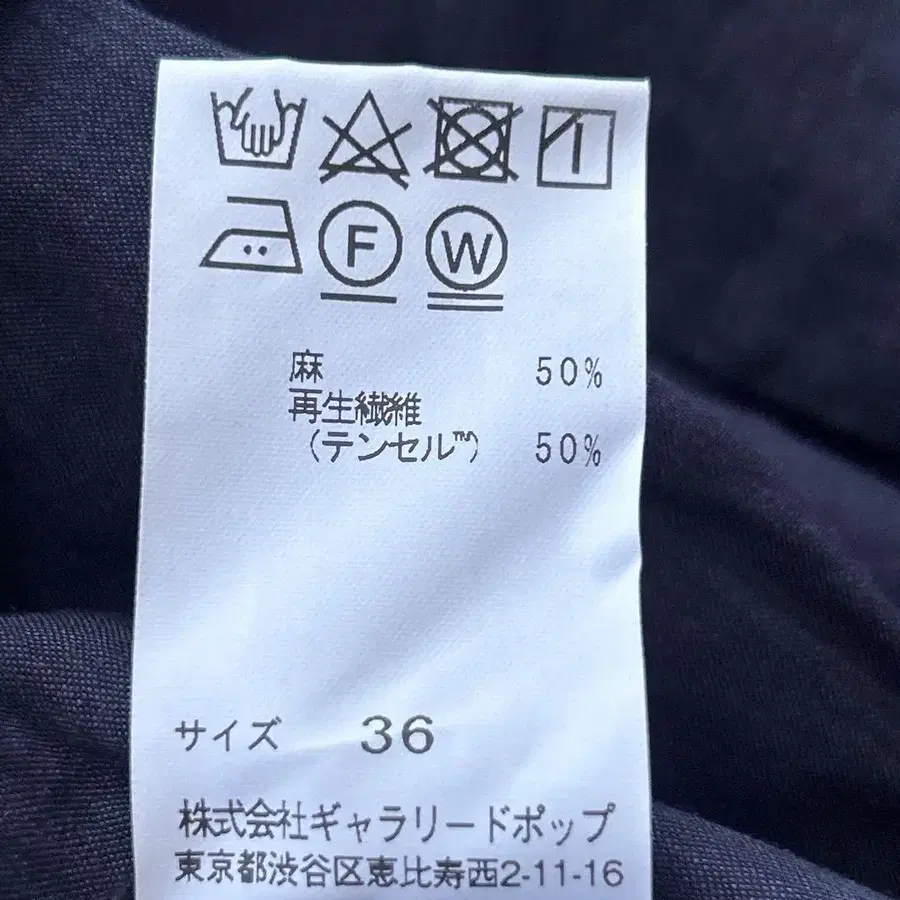 F W
麻 50%
再生繊維
(テンセル™) 50%
サイズ 36
株式会社ギャラリードポップ
東京都渋谷区恵比寿西2-11-16